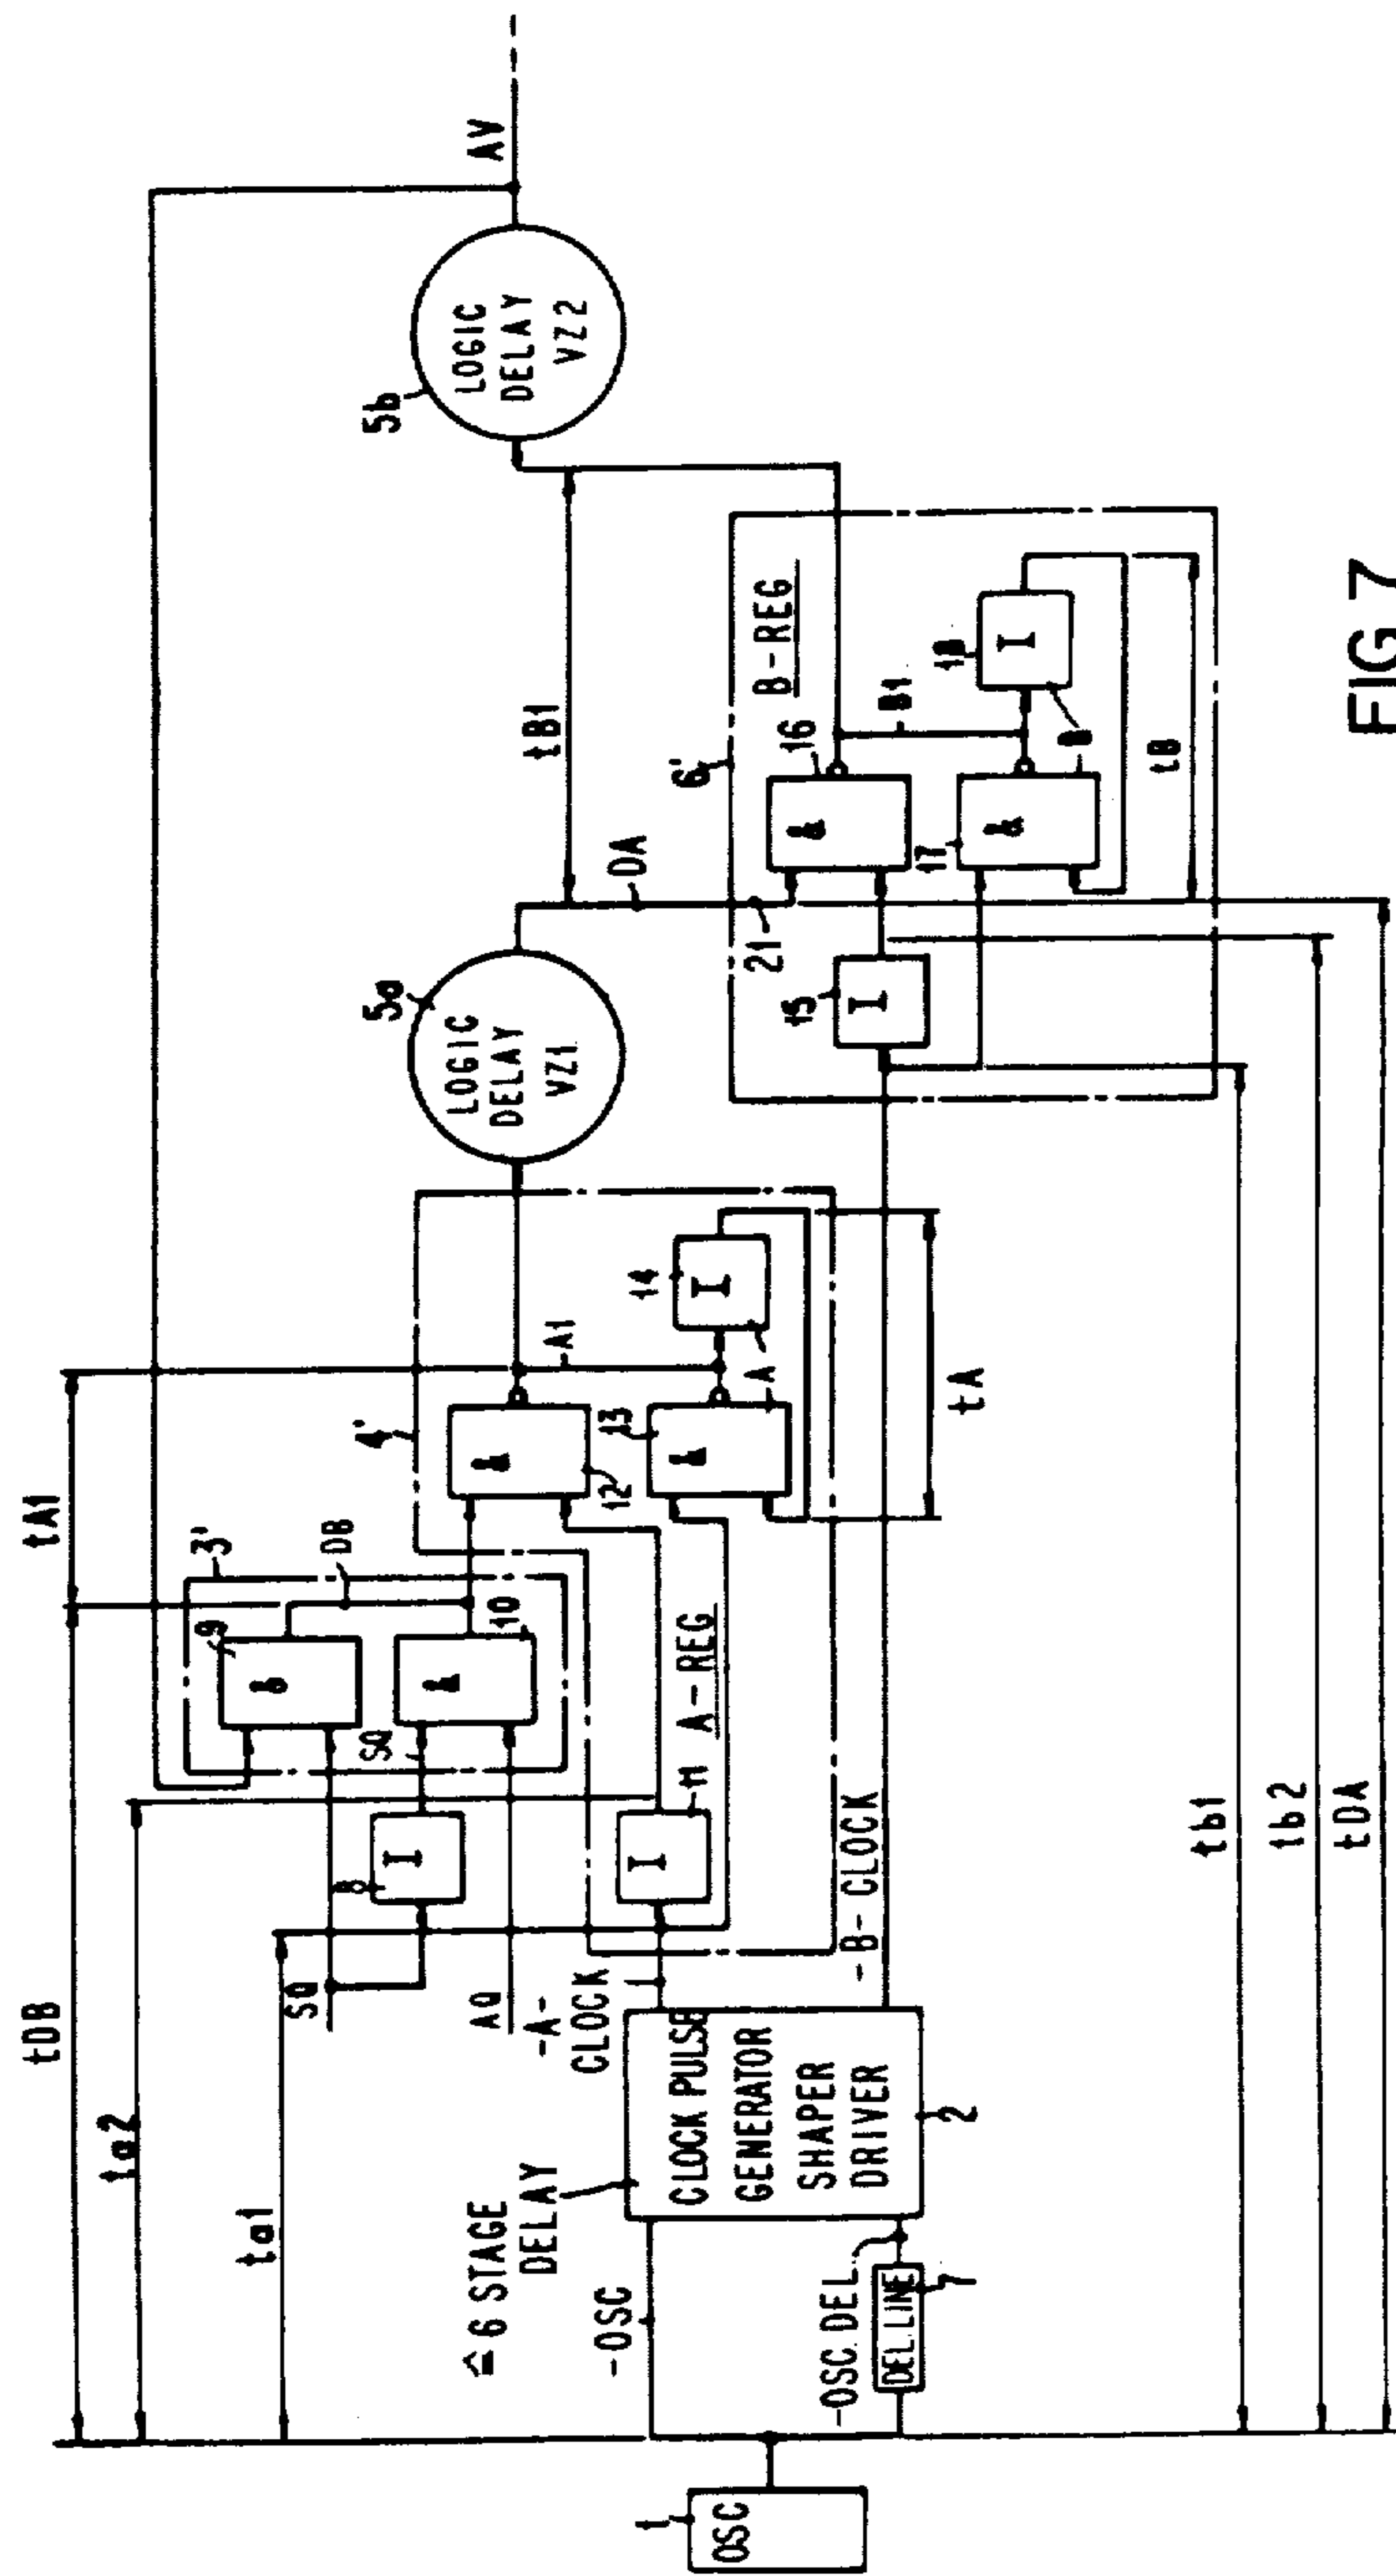 tDB
tA1
ta2
ta1
3'
DB
9
&
10
&
SQ
8
I
SQ
AQ
-A-
CLOCK
11
I
A-REG
4'
12
&
13
&
A1
A
14
I
tA
5a
LOGIC
DELAY
VZ1
DA
21
tB1
5b
LOGIC
DELAY
VZ2
AV
6'
B-REG
15
I
16
&
17
&
B1
B
18
I
tB
≙ 6 STAGE
DELAY
-OSC
-OSC. DEL.
DEL. LINE
7
1
OSC
CLOCK PULSE
GENERATOR
SHAPER
DRIVER
2
-B- CLOCK
tb1
tb2
tDA
FIG. 7